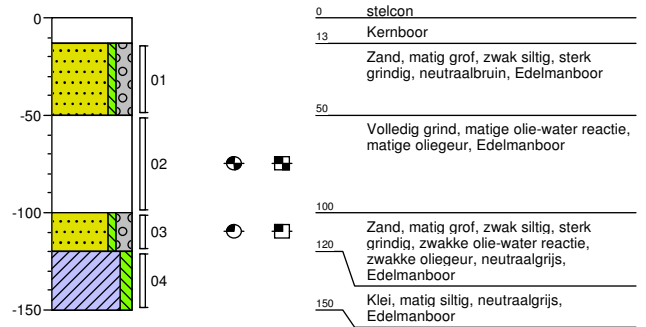 0
-50
-100
-150
01
02
03
04
0
stelcon
Kernboor
13
Zand, matig grof, zwak siltig, sterk
grindig, neutraalbruin, Edelmanboor
50
Volledig grind, matige olie-water reactie,
matige oliegeur, Edelmanboor
100
Zand, matig grof, zwak siltig, sterk
grindig, zwakke olie-water reactie,
120
zwakke oliegeur, neutraalgrijs,
Edelmanboor
150
Klei, matig siltig, neutraalgrijs,
Edelmanboor